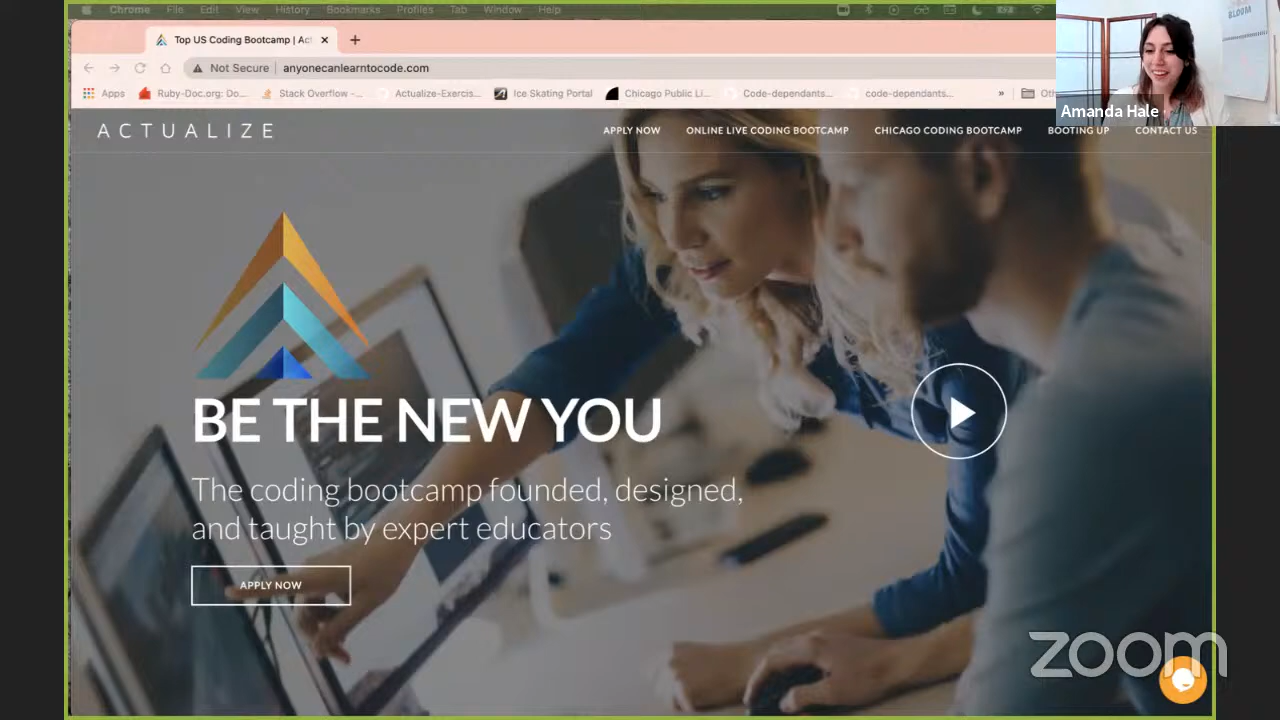 Chrome File Edit View History Bookmarks Profiles Tab Window Help
Top US Coding Bootcamp | Ac
Not Secure anyonecanlearntocode.com
Apps Ruby-Doc.org: Do... Stack Overflow -... Actualize-Exercis... Ice Skating Portal Chicago Public Li... Code-dependants... code-dependants... »
BLOOM
Amanda Hale
ACTUALIZE
APPLY NOW ONLINE LIVE CODING BOOTCAMP CHICAGO CODING BOOTCAMP BOOTING UP CONTACT US
BE THE NEW YOU
The coding bootcamp founded, designed,
and taught by expert educators
APPLY NOW
zoom